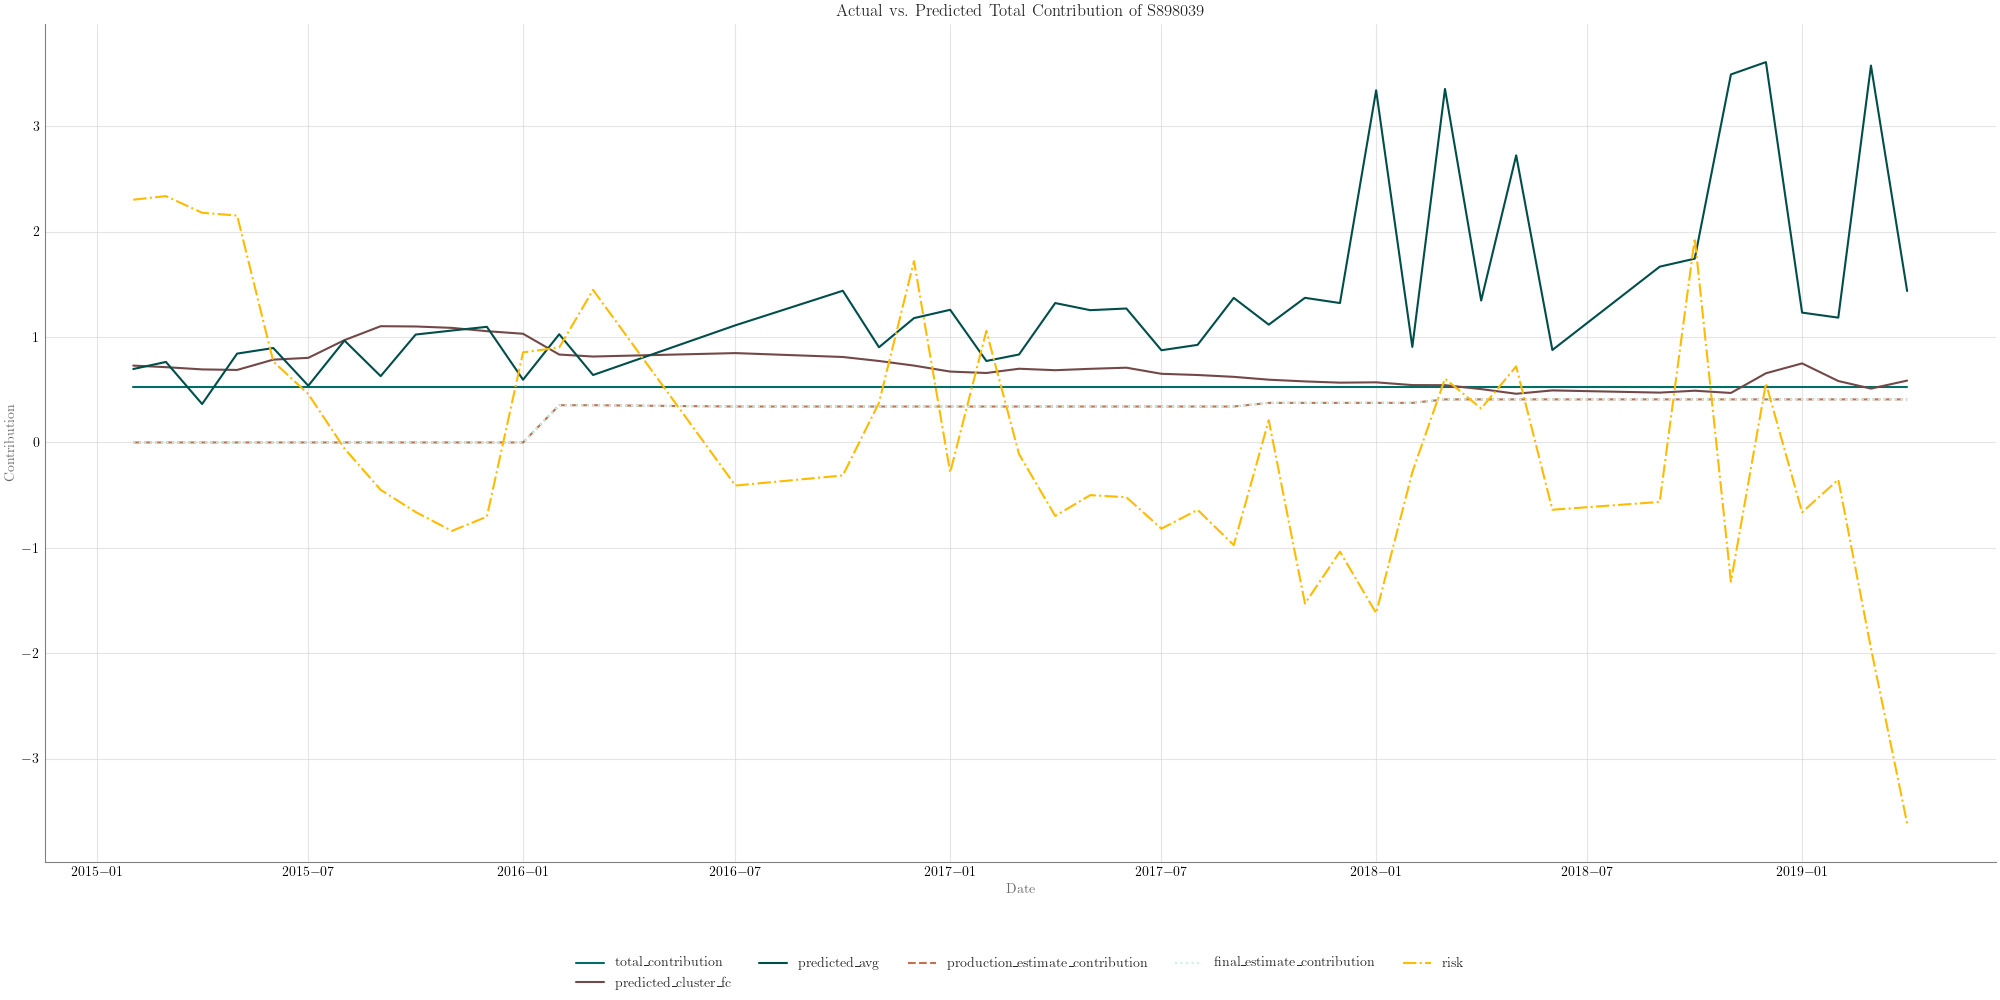 Actual vs. Predicted Total Contribution of S898039
Contribution
3
2
1
0
−1
−2
−3
2015−01 2015−07 2016−01 2016−07 2017−01 2017−07 2018−01 2018−07 2019−01
Date
total_contribution predicted_avg production_estimate_contribution final_estimate_contribution risk
predicted_cluster_fc